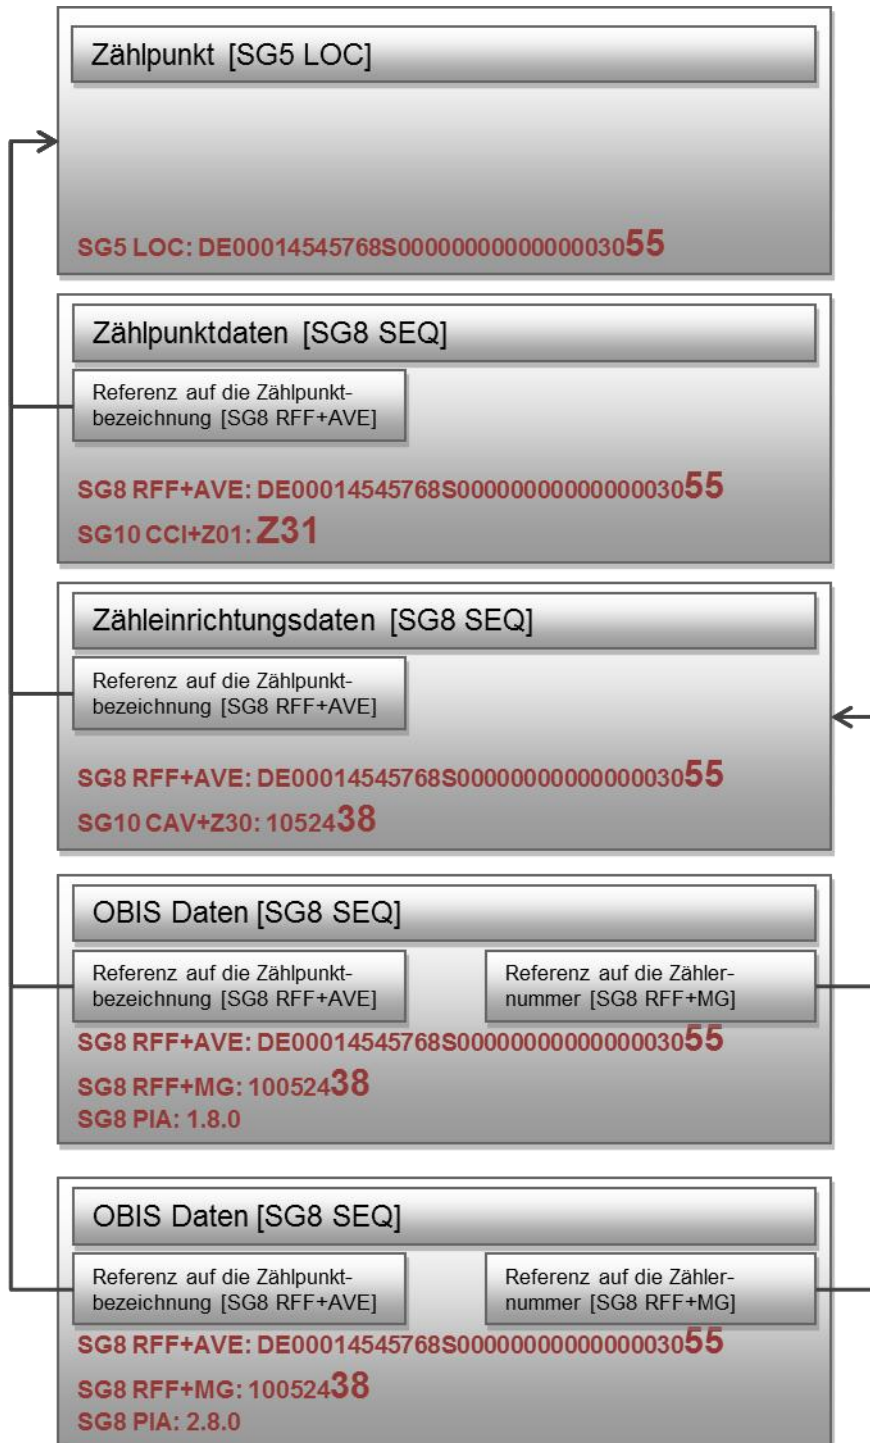 Zählpunkt [SG5 LOC]
SG5 LOC: DE00014545768S0000000000000003055
Zählpunktdaten [SG8 SEQ]
Referenz auf die Zählpunkt-
bezeichnung [SG8 RFF+AVE]
SG8 RFF+AVE: DE00014545768S0000000000000003055
SG10 CCI+Z01: Z31
Zähleinrichtungsdaten [SG8 SEQ]
Referenz auf die Zählpunkt-
bezeichnung [SG8 RFF+AVE]
SG8 RFF+AVE: DE00014545768S0000000000000003055
SG10 CAV+Z30: 1052438
OBIS Daten [SG8 SEQ]
Referenz auf die Zählpunkt-
bezeichnung [SG8 RFF+AVE]
Referenz auf die Zähler-
nummer [SG8 RFF+MG]
SG8 RFF+AVE: DE00014545768S0000000000000003055
SG8 RFF+MG: 10052438
SG8 PIA: 1.8.0
OBIS Daten [SG8 SEQ]
Referenz auf die Zählpunkt-
bezeichnung [SG8 RFF+AVE]
Referenz auf die Zähler-
nummer [SG8 RFF+MG]
SG8 RFF+AVE: DE00014545768S0000000000000003055
SG8 RFF+MG: 10052438
SG8 PIA: 2.8.0